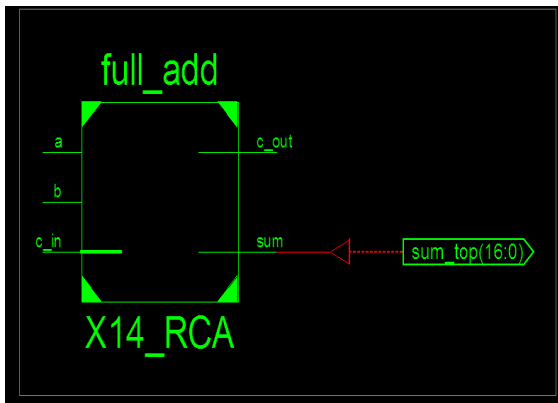 full_add
a
c_out
b
c_in
sum
sum_top(16:0)
X14_RCA